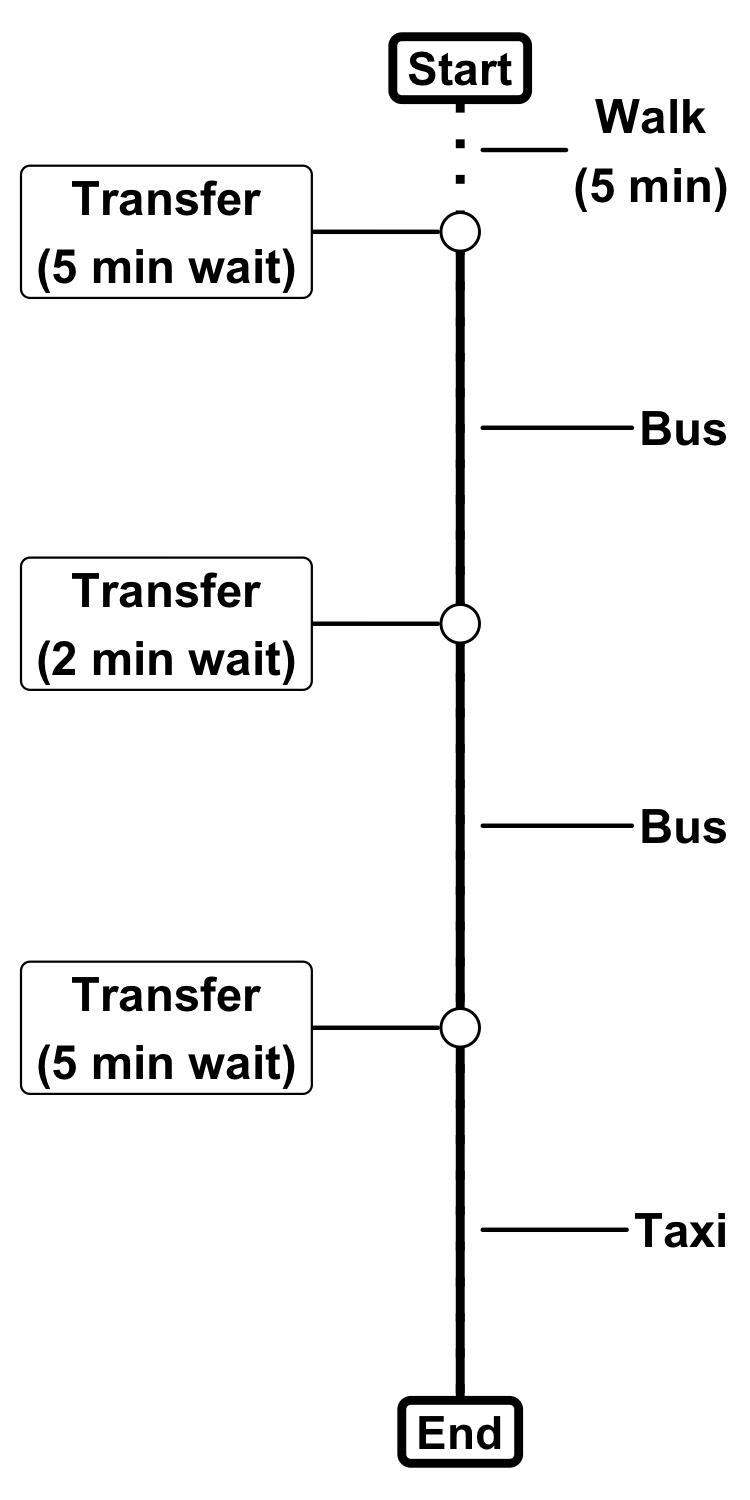 Start
Walk
(5 min)
Transfer
(5 min wait)
Bus
Transfer
(2 min wait)
Bus
Transfer
(5 min wait)
Taxi
End